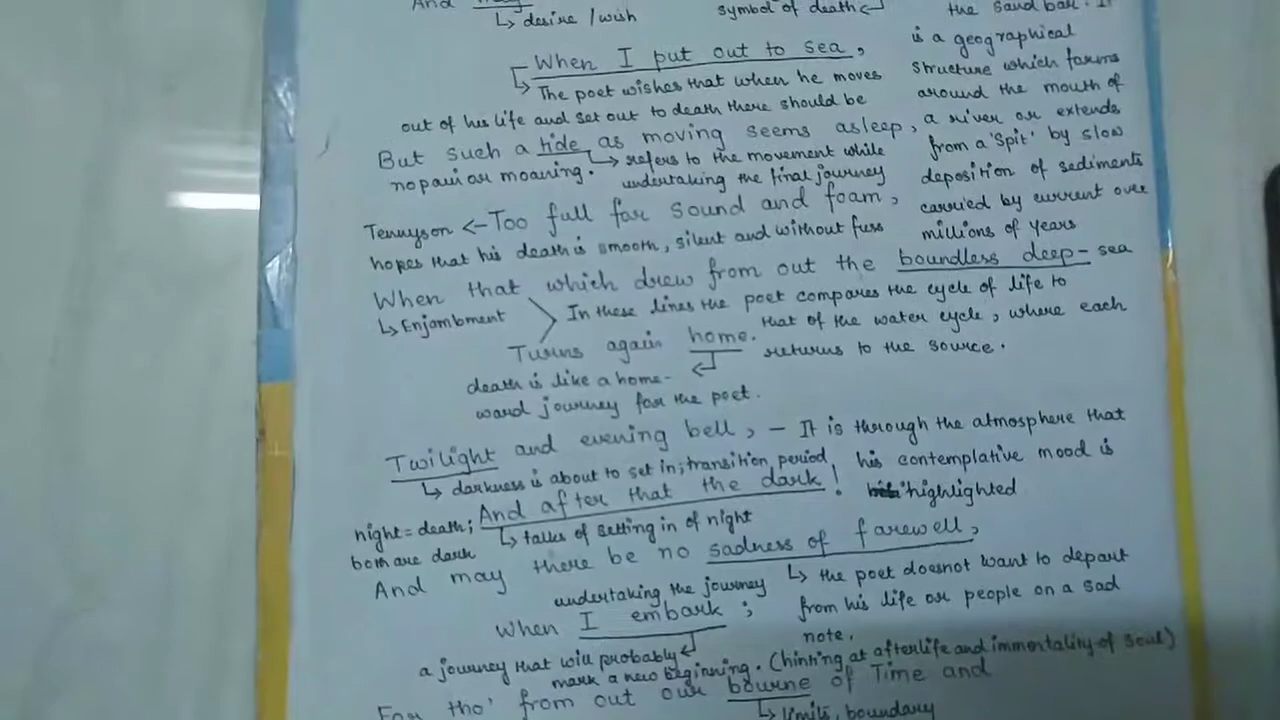 And
↳ desire / wish
symbol of death ↵
the sand bar. It
is a geographical
structure which forms
around the mouth of
a river or extends
from a 'spit' by slow
deposition of sediments
carried by current over
millions of years
When I put out to sea,
↳ The poet wishes that when he moves
out of his life and set out to death there should be
But such a tide as moving seems asleep,
no pain or moaning. ↳ refers to the movement while
undertaking the final journey
Tennyson <- Too full for sound and foam,
hopes that his death is smooth, silent and without fuss
When that which drew from out the boundless deep - sea
↳ Enjambment
In these lines the poet compares the cycle of life to
that of the water cycle, where each
Turns again home.
returns to the source.
death is like a home-
ward journey for the poet.
Twilight and evening bell, - It is through the atmosphere that
↳ darkness is about to set in; transition period his contemplative mood is
highlighted
And after that the dark!
night = death; ↳ talks of setting in of night
both are dark
And may there be no sadness of farewell,
undertaking the journey ↳ the poet doesnot want to depart
When I embark ; from his life or people on a sad
note.
a journey that will probably
mark a new beginning. (hinting at afterlife and immortality of soul)
For tho' from out our bourne of Time and
↳ limits, boundary